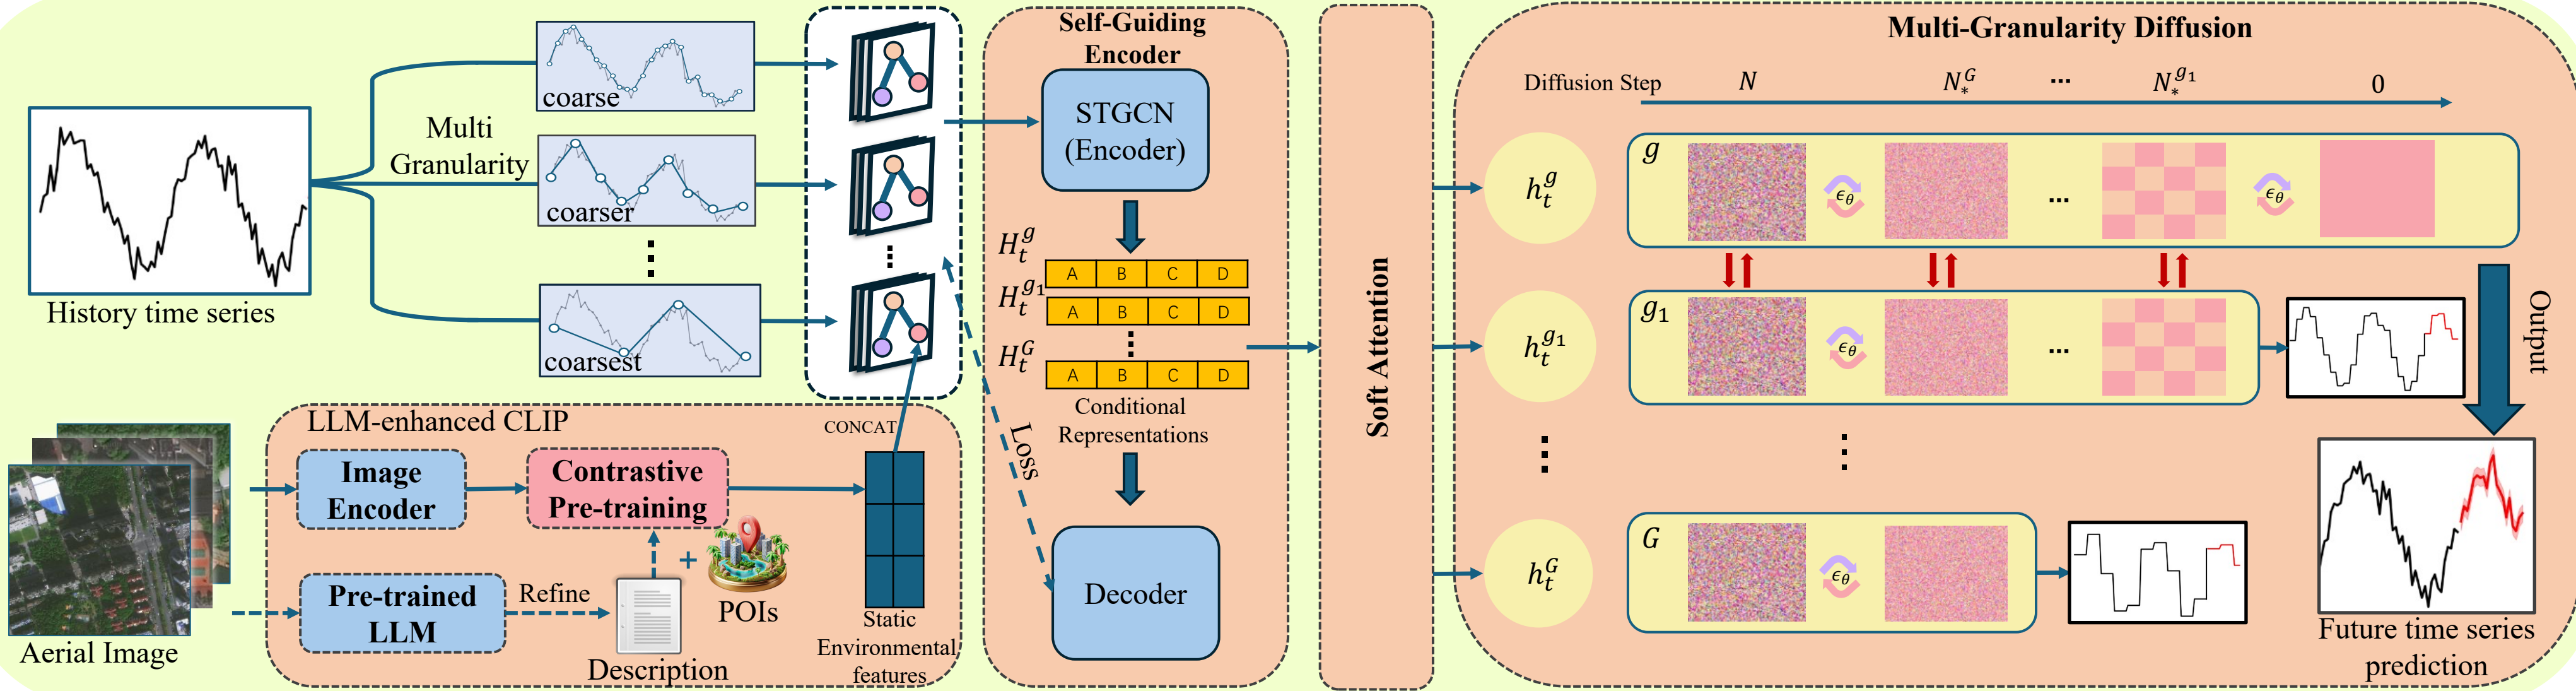 History time series
Multi
Granularity
coarse
coarser
coarsest
Aerial Image
LLM-enhanced CLIP
Image
Encoder
Contrastive
Pre-training
Pre-trained
LLM
Refine
Description
+
POIs
CONCAT
Static
Environmental
features
Loss
Self-Guiding
Encoder
STGCN
(Encoder)
H_t^g
A B C D
H_t^{g_1}
A B C D
H_t^G
A B C D
Conditional
Representations
Decoder
Soft Attention
Multi-Granularity Diffusion
Diffusion Step N N_*^G ... N_*^{g_1} 0
h_t^g
g
ϵ_θ
...
ϵ_θ
h_t^{g_1}
g_1
ϵ_θ
...
h_t^G
G
ϵ_θ
Output
Future time series
prediction